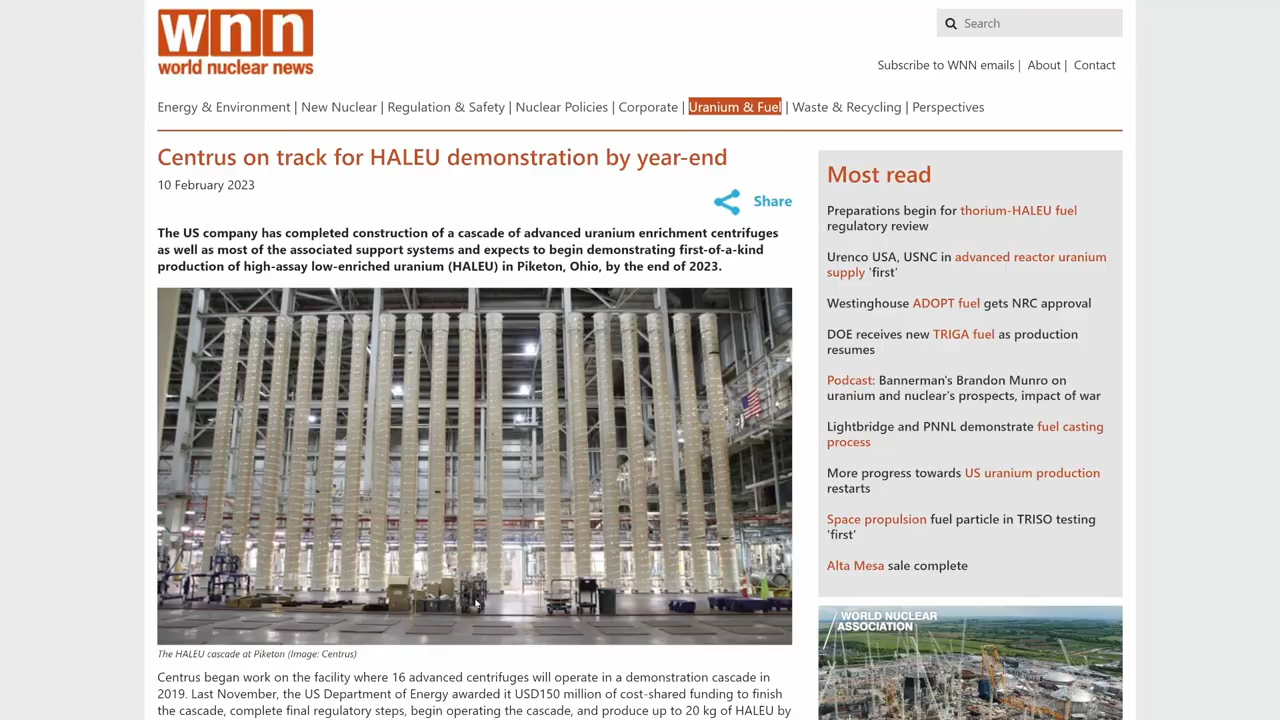 wnn
world nuclear news
Search
Subscribe to WNN emails | About | Contact
Energy & Environment | New Nuclear | Regulation & Safety | Nuclear Policies | Corporate | Uranium & Fuel | Waste & Recycling | Perspectives
Centrus on track for HALEU demonstration by year-end
10 February 2023
Share
The US company has completed construction of a cascade of advanced uranium enrichment centrifuges
as well as most of the associated support systems and expects to begin demonstrating first-of-a-kind
production of high-assay low-enriched uranium (HALEU) in Piketon, Ohio, by the end of 2023.
The HALEU cascade at Piketon (Image: Centrus)
Centrus began work on the facility where 16 advanced centrifuges will operate in a demonstration cascade in
2019. Last November, the US Department of Energy awarded it USD150 million of cost-shared funding to finish
the cascade, complete final regulatory steps, begin operating the cascade, and produce up to 20 kg of HALEU by
Most read
Preparations begin for thorium-HALEU fuel
regulatory review
Urenco USA, USNC in advanced reactor uranium
supply 'first'
Westinghouse ADOPT fuel gets NRC approval
DOE receives new TRIGA fuel as production
resumes
Podcast: Bannerman's Brandon Munro on
uranium and nuclear's prospects, impact of war
Lightbridge and PNNL demonstrate fuel casting
process
More progress towards US uranium production
restarts
Space propulsion fuel particle in TRISO testing
'first'
Alta Mesa sale complete
WORLD NUCLEAR
ASSOCIATION